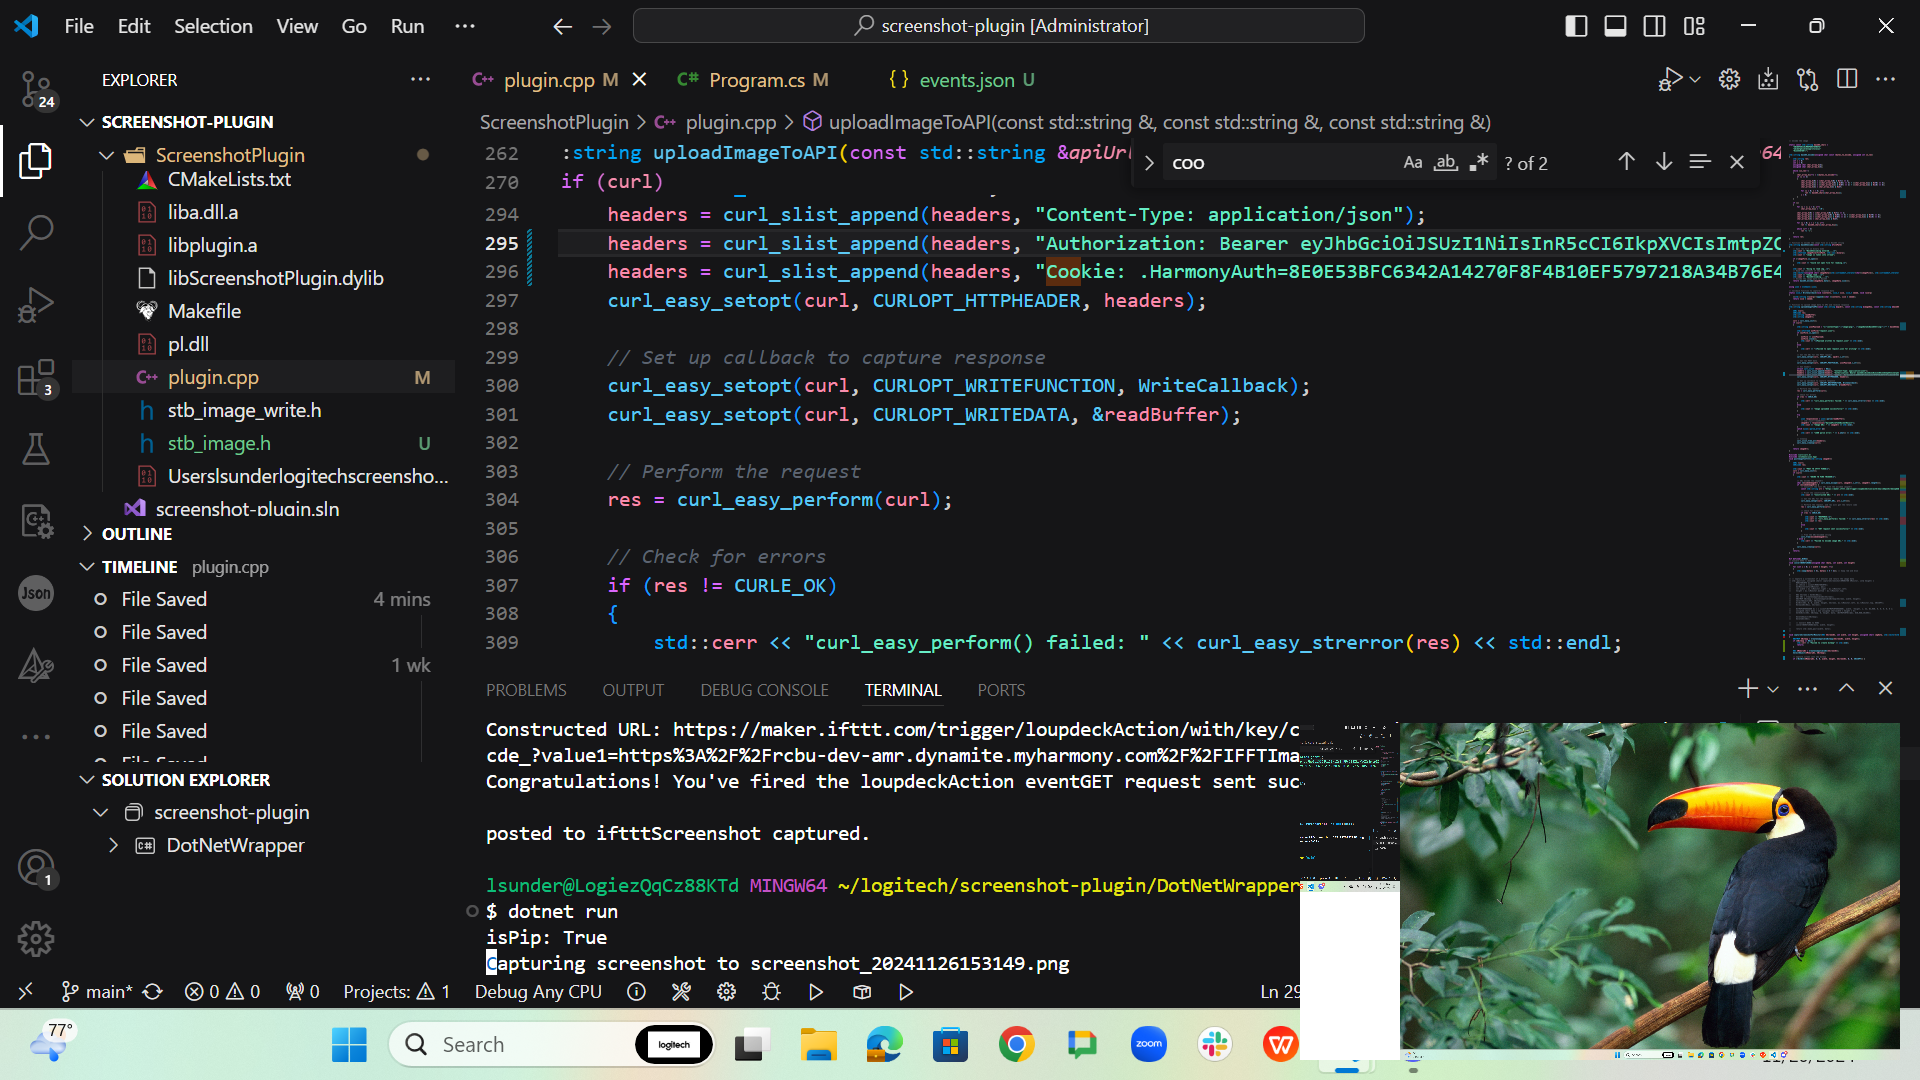 File Edit Selection View Go Run ··· screenshot-plugin [Administrator]
EXPLORER ···
plugin.cpp M
Program.cs M
{ } events.json U
24
SCREENSHOT-PLUGIN
ScreenshotPlugin
CMakeLists.txt
liba.dll.a
libplugin.a
libScreenshotPlugin.dylib
Makefile
pl.dll
plugin.cpp M
stb_image_write.h
stb_image.h U
Userslsunderlogitechscreensho...
screenshot-plugin.sln
3
Json
OUTLINE
TIMELINE plugin.cpp
File Saved 4 mins
File Saved
File Saved 1 wk
File Saved
File Saved
SOLUTION EXPLORER
screenshot-plugin
DotNetWrapper
1
ScreenshotPlugin > plugin.cpp > uploadImageToAPI(const std::string &, const std::string &, const std::string &)
coo Aa ab ? of 2
262 :string uploadImageToAPI(const std::string &apiUrl
270 if (curl)
294 headers = curl_slist_append(headers, "Content-Type: application/json");
295 headers = curl_slist_append(headers, "Authorization: Bearer eyJhbGciOiJSUzI1NiIsInR5cCI6IkpXVCIsImtpZC
296 headers = curl_slist_append(headers, "Cookie: .HarmonyAuth=8E0E53BFC6342A14270F8F4B10EF5797218A34B76E4
297 curl_easy_setopt(curl, CURLOPT_HTTPHEADER, headers);
298
299 // Set up callback to capture response
300 curl_easy_setopt(curl, CURLOPT_WRITEFUNCTION, WriteCallback);
301 curl_easy_setopt(curl, CURLOPT_WRITEDATA, &readBuffer);
302
303 // Perform the request
304 res = curl_easy_perform(curl);
305
306 // Check for errors
307 if (res != CURLE_OK)
308 {
309 std::cerr << "curl_easy_perform() failed: " << curl_easy_strerror(res) << std::endl;
PROBLEMS OUTPUT DEBUG CONSOLE TERMINAL PORTS
Constructed URL: https://maker.ifttt.com/trigger/loupdeckAction/with/key/c
cde_?value1=https%3A%2F%2Frcbu-dev-amr.dynamite.myharmony.com%2F%2FIFFTIma
Congratulations! You've fired the loupdeckAction eventGET request sent suc
posted to iftttScreenshot captured.
lsunder@LogiezQqCz88KTd MINGW64 ~/logitech/screenshot-plugin/DotNetWrapper
$ dotnet run
isPip: True
Capturing screenshot to screenshot_20241126153149.png
main* 0 0 0 Projects: 1 Debug Any CPU Ln 29
77° Search logitech zoom